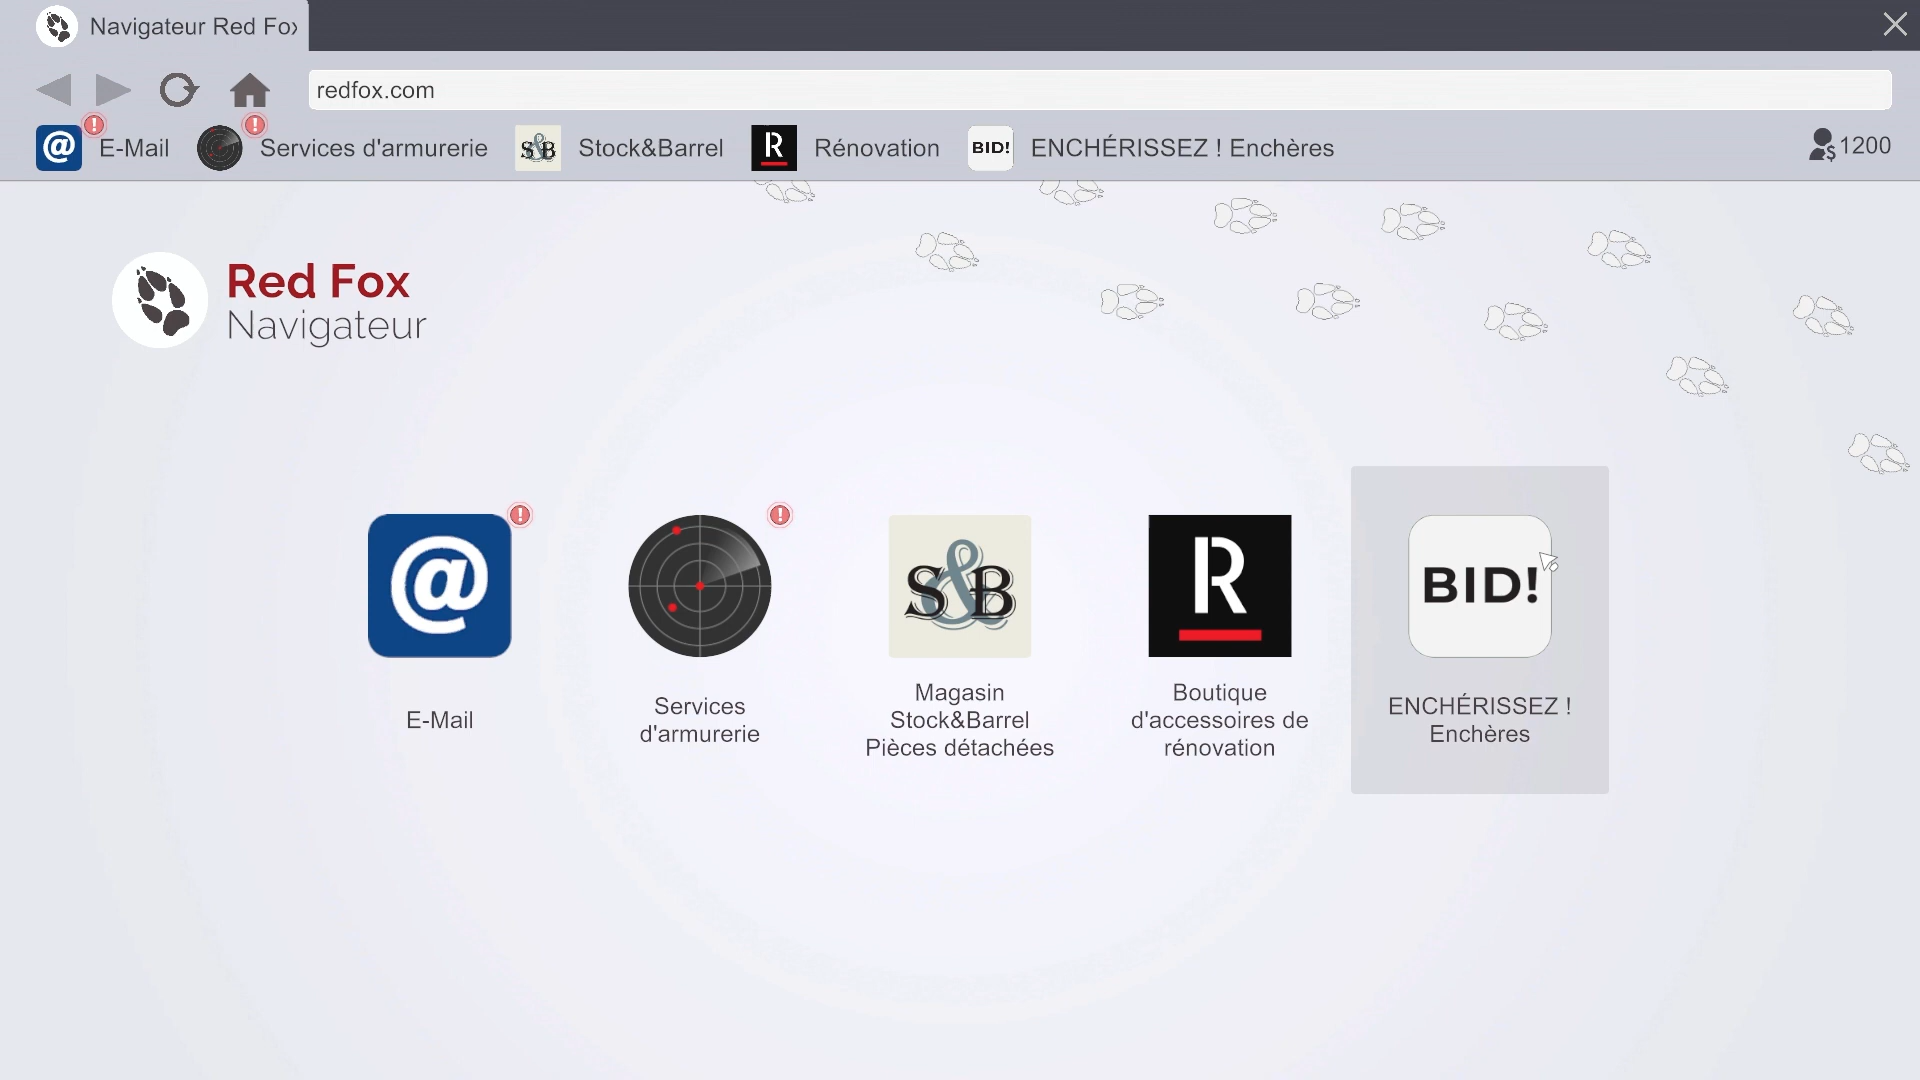 Navigateur Red Fox
redfox.com
@ E-Mail Services d'armurerie S&B Stock&Barrel R Rénovation BID! ENCHÉRISSEZ ! Enchères 1200
Red Fox
Navigateur
@
E-Mail
Services
d'armurerie
S&B
Magasin
Stock&Barrel
Pièces détachées
R
Boutique
d'accessoires de
rénovation
BID!
ENCHÉRISSEZ !
Enchères